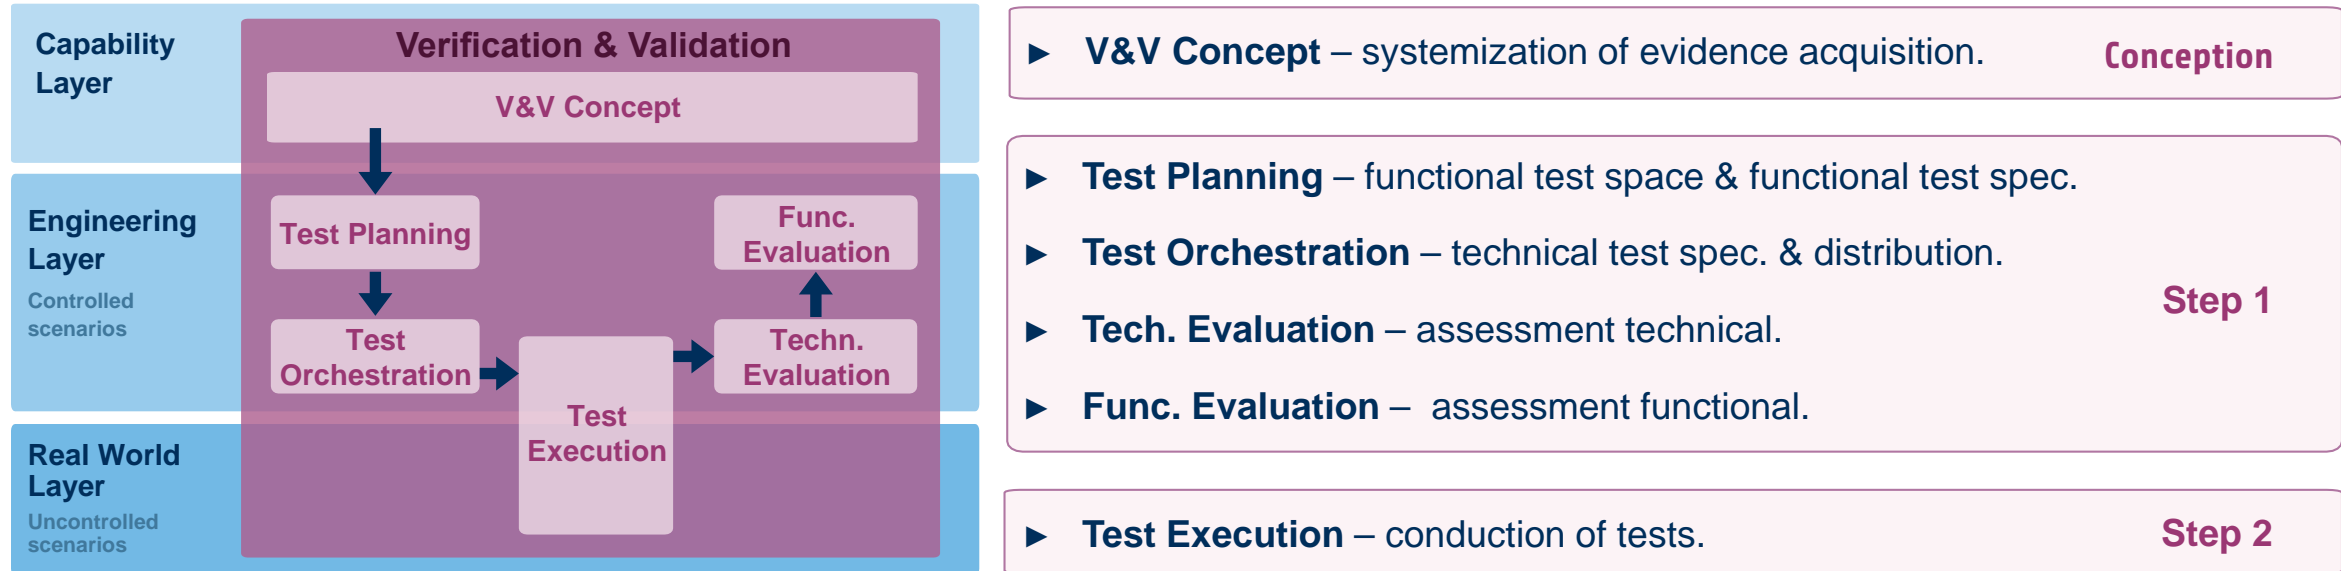 Capability
Layer
Verification & Validation
V&V Concept
Engineering
Layer
Controlled
scenarios
Test Planning
Func.
Evaluation
Test
Orchestration
Techn.
Evaluation
Test
Execution
Real World
Layer
Uncontrolled
scenarios
► V&V Concept – systemization of evidence acquisition.
Conception
► Test Planning – functional test space & functional test spec.
► Test Orchestration – technical test spec. & distribution.
► Tech. Evaluation – assessment technical.
► Func. Evaluation – assessment functional.
Step 1
► Test Execution – conduction of tests.
Step 2